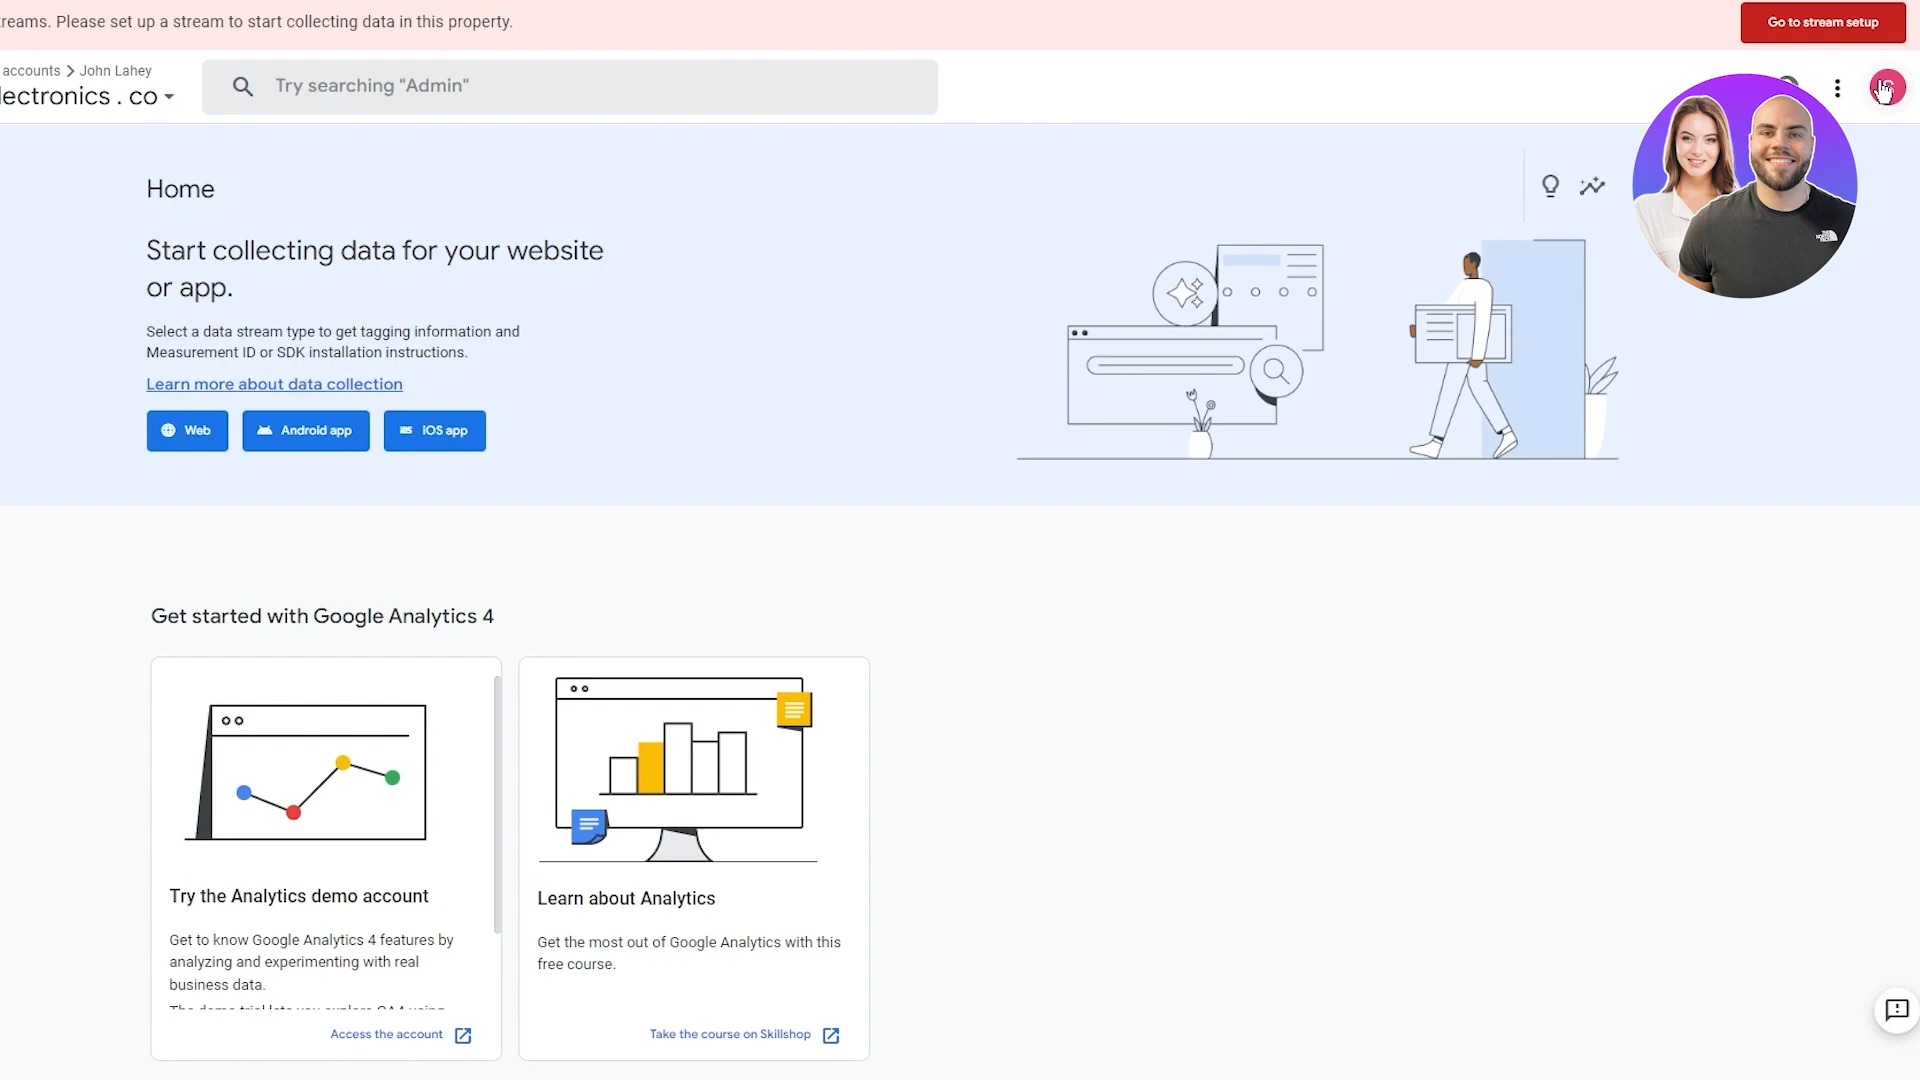 reams. Please set up a stream to start collecting data in this property.
Go to stream setup
accounts > John Lahey
lectronics . co
Try searching "Admin"
Home
Start collecting data for your website
or app.
Select a data stream type to get tagging information and
Measurement ID or SDK installation instructions.
Learn more about data collection
Web
Android app
iOS app
Get started with Google Analytics 4
Try the Analytics demo account
Get to know Google Analytics 4 features by
analyzing and experimenting with real
business data.
Access the account
Learn about Analytics
Get the most out of Google Analytics with this
free course.
Take the course on Skillshop